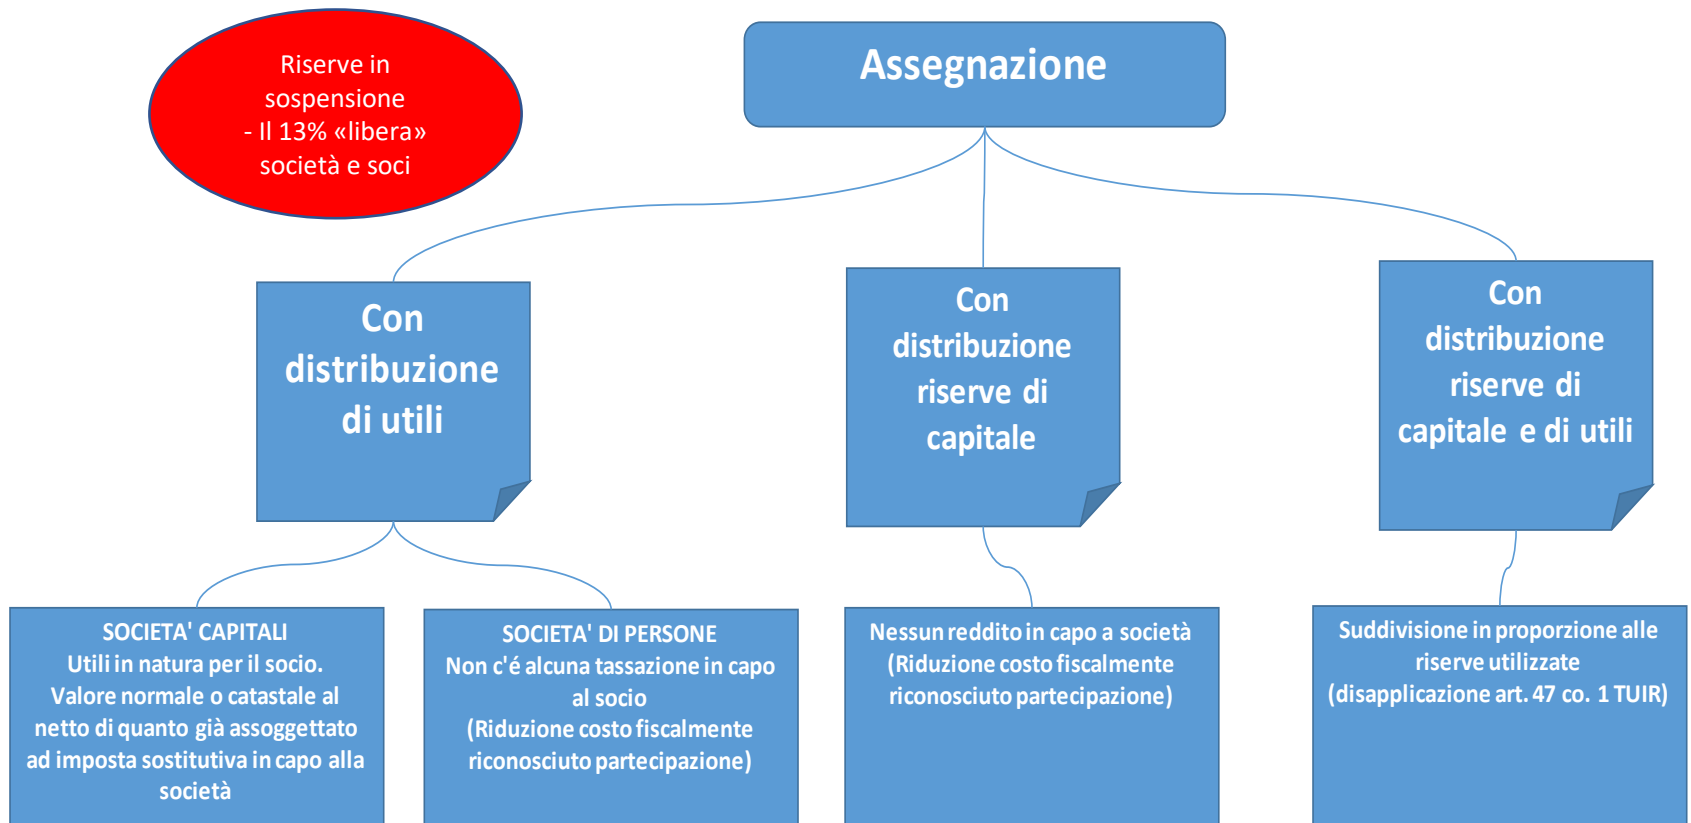 Riserve in
sospensione
- Il 13% «libera»
società e soci
Assegnazione
Con
distribuzione
di utili
Con
distribuzione
riserve di
capitale
Con
distribuzione
riserve di
capitale e di utili
SOCIETA' CAPITALI
Utili in natura per il socio.
Valore normale o catastale al
netto di quanto già assoggettato
ad imposta sostitutiva in capo alla
società
SOCIETA' DI PERSONE
Non c'é alcuna tassazione in capo
al socio
(Riduzione costo fiscalmente
riconosciuto partecipazione)
Nessun reddito in capo a società
(Riduzione costo fiscalmente
riconosciuto partecipazione)
Suddivisione in proporzione alle
riserve utilizzate
(disapplicazione art. 47 co. 1 TUIR)